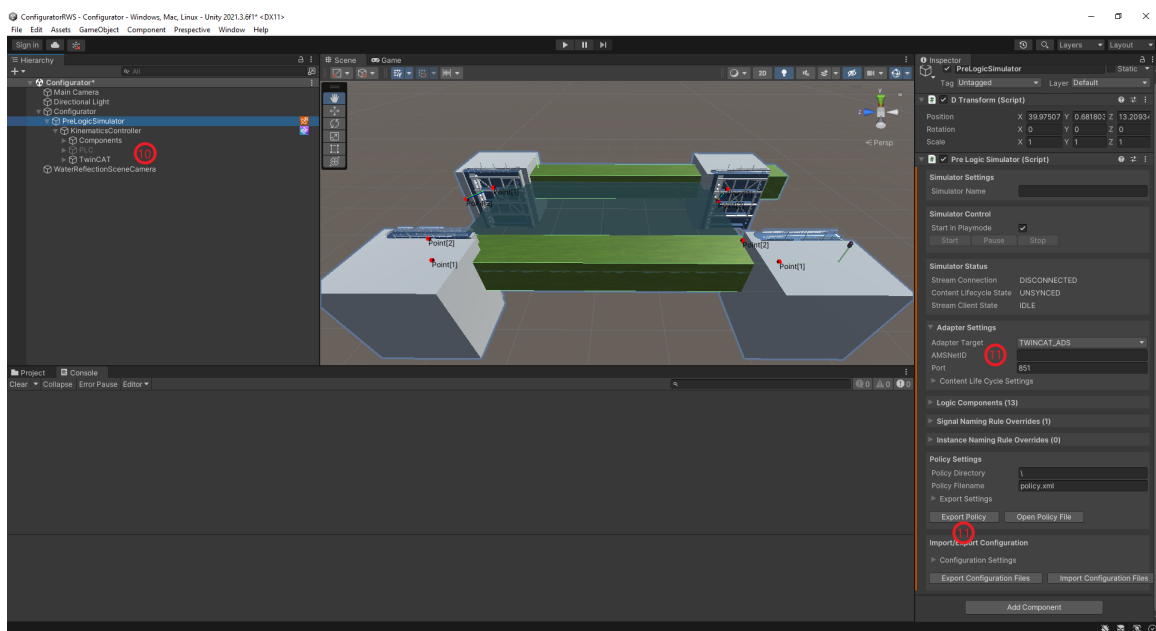 ConfiguratorRWS - Configurator - Windows, Mac, Linux - Unity 2021.3.6f1* <DX11>
File Edit Assets GameObject Component Prespective Window Help
Sign in
Layers Layout
Hierarchy
All
Configurator*
Main Camera
Directional Light
Configurator
PreLogicSimulator
KinematicsController
Components
PLC
TwinCAT
WaterReflectionSceneCamera
10
Scene Game
2D
y
z
Persp
Point[1]
Point[2]
Point[1]
Point[2]
Point[1]
Project Console
Clear Collapse Error Pause Editor
0 0 0
Inspector
PreLogicSimulator Static
Tag Untagged Layer Default
D Transform (Script)
Position X 39.97507 Y 0.681803 Z 13.20934
Rotation X 0 Y 0 Z 0
Scale X 1 Y 1 Z 1
Pre Logic Simulator (Script)
Simulator Settings
Simulator Name
Simulator Control
Start in Playmode
Start Pause Stop
Simulator Status
Stream Connection DISCONNECTED
Content Lifecycle State UNSYNCED
Stream Client State IDLE
Adapter Settings
Adapter Target TWINCAT_ADS
AMSNetID
11
Port 851
Content Life Cycle Settings
Logic Components (13)
Signal Naming Rule Overrides (1)
Instance Naming Rule Overrides (0)
Policy Settings
Policy Directory \
Policy Filename policy.xml
Export Settings
Export Policy Open Policy File
11
Import/Export Configuration
Configuration Settings
Export Configuration Files Import Configuration Files
Add Component